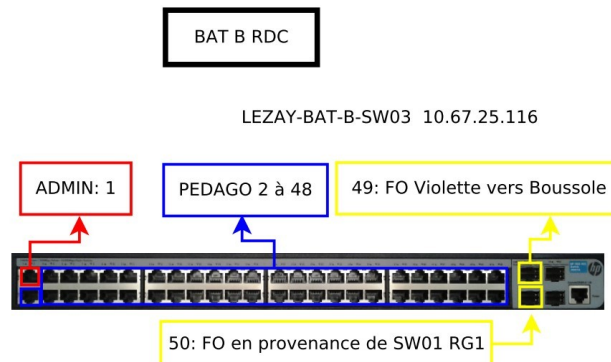 BAT B RDC
LEZAY-BAT-B-SW03 10.67.25.116
ADMIN: 1
PEDAGO 2 à 48
49: FO Violette vers Boussole
hp
50: FO en provenance de SW01 RG1